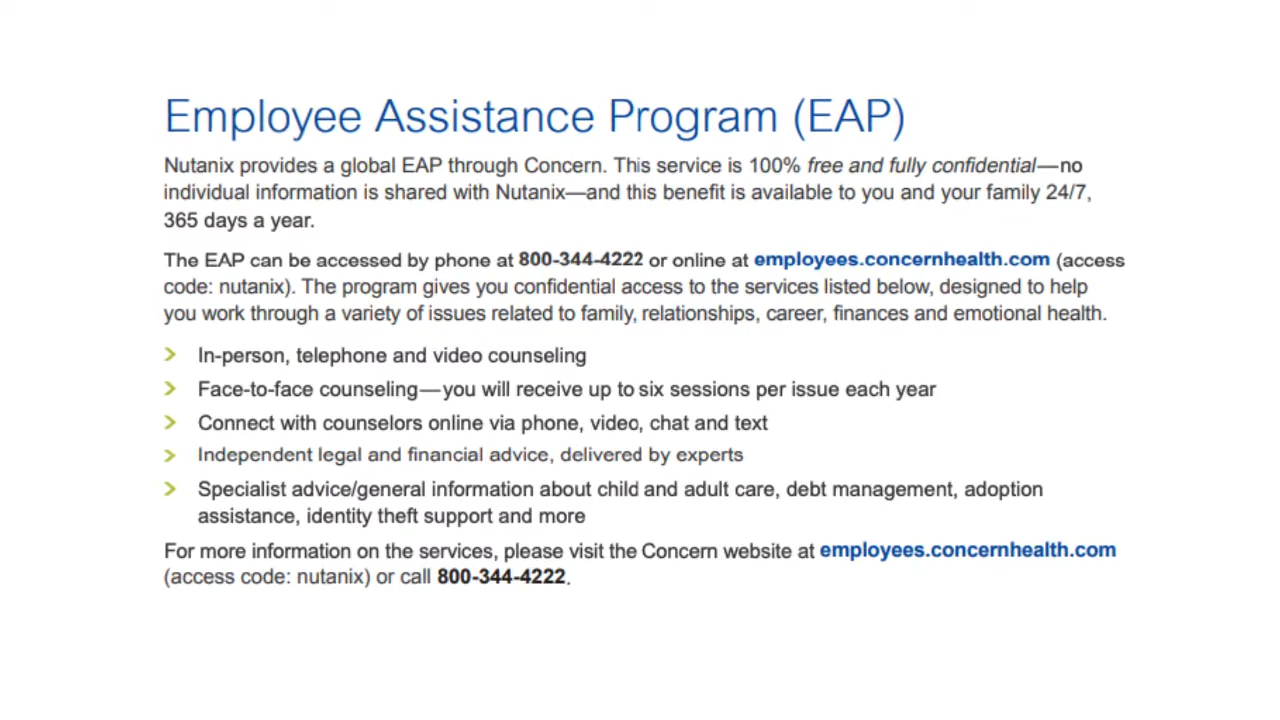 Employee Assistance Program (EAP)
Nutanix provides a global EAP through Concern. This service is 100% free and fully confidential—no
individual information is shared with Nutanix—and this benefit is available to you and your family 24/7,
365 days a year.
The EAP can be accessed by phone at 800-344-4222 or online at employees.concernhealth.com (access
code: nutanix). The program gives you confidential access to the services listed below, designed to help
you work through a variety of issues related to family, relationships, career, finances and emotional health.
> In-person, telephone and video counseling
> Face-to-face counseling—you will receive up to six sessions per issue each year
> Connect with counselors online via phone, video, chat and text
> Independent legal and financial advice, delivered by experts
> Specialist advice/general information about child and adult care, debt management, adoption
assistance, identity theft support and more
For more information on the services, please visit the Concern website at employees.concernhealth.com
(access code: nutanix) or call 800-344-4222.